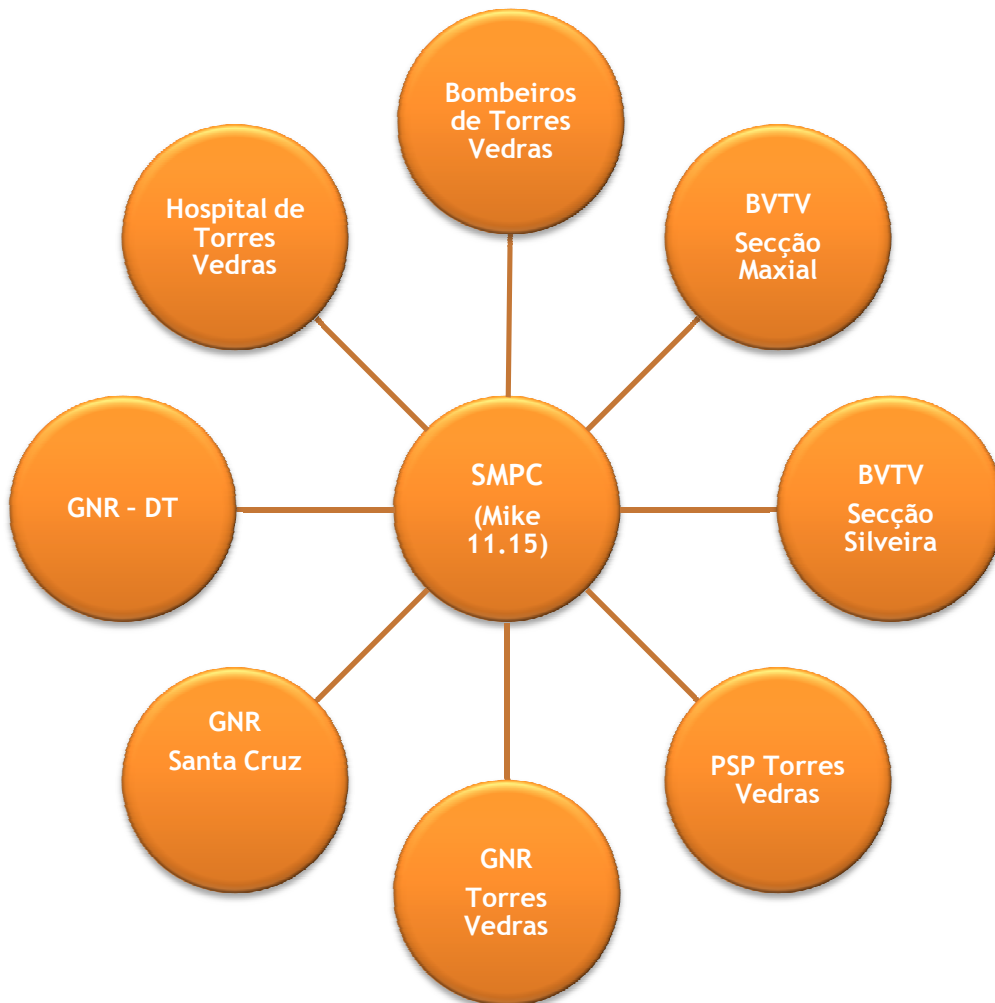 Bombeiros
de Torres
Vedras
BVTV
Secção
Maxial
BVTV
Secção
Silveira
PSP Torres
Vedras
GNR
Torres
Vedras
GNR
Santa Cruz
GNR - DT
Hospital de
Torres
Vedras
SMPC
(Mike
11.15)